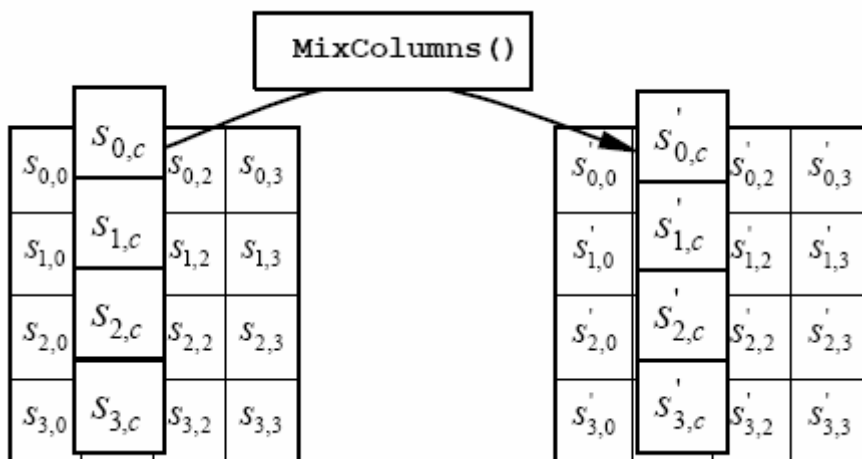 MixColumns()
s0,0 s0,c s0,2 s0,3 s'0,0 s'0,c s'0,2 s'0,3
s1,0 s1,c s1,2 s1,3 s'1,0 s'1,c s'1,2 s'1,3
s2,0 s2,c s2,2 s2,3 s'2,0 s'2,c s'2,2 s'2,3
s3,0 s3,c s3,2 s3,3 s'3,0 s'3,c s'3,2 s'3,3